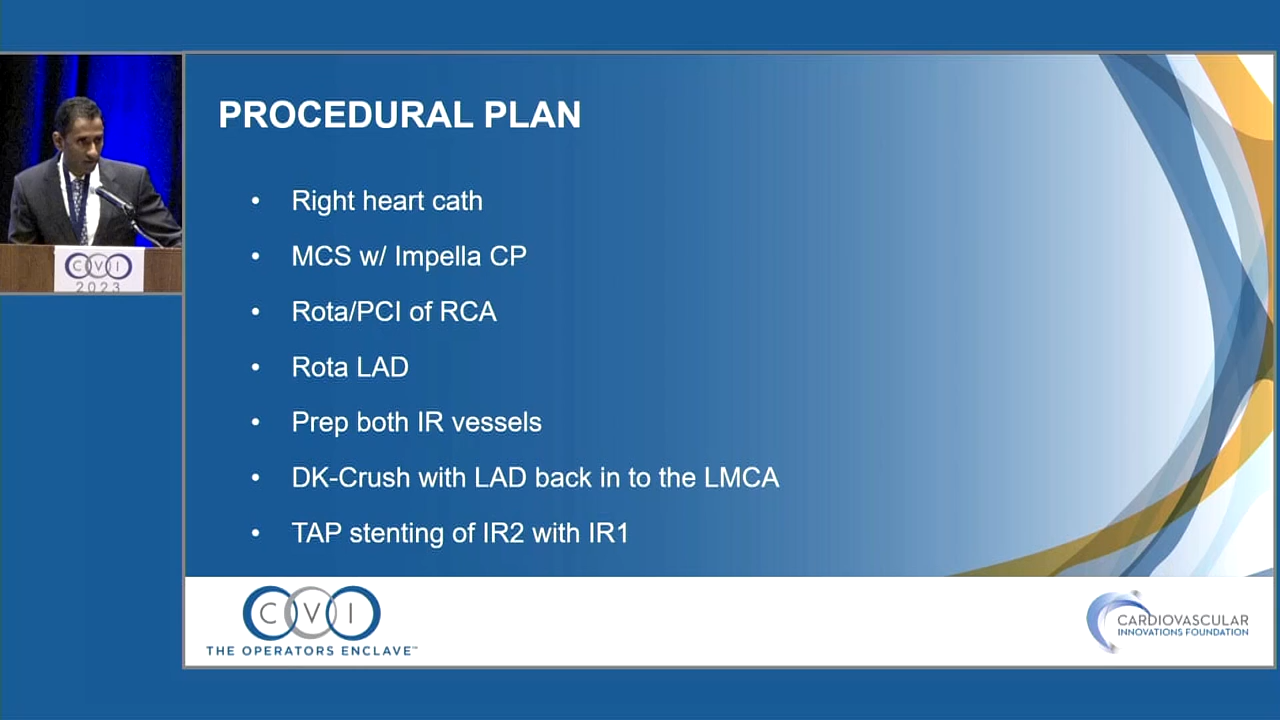 PROCEDURAL PLAN
• Right heart cath
• MCS w/ Impella CP
• Rota/PCI of RCA
• Rota LAD
• Prep both IR vessels
• DK-Crush with LAD back in to the LMCA
• TAP stenting of IR2 with IR1
CVI
2023
CVI
THE OPERATORS ENCLAVE™
CARDIOVASCULAR
INNOVATIONS FOUNDATION